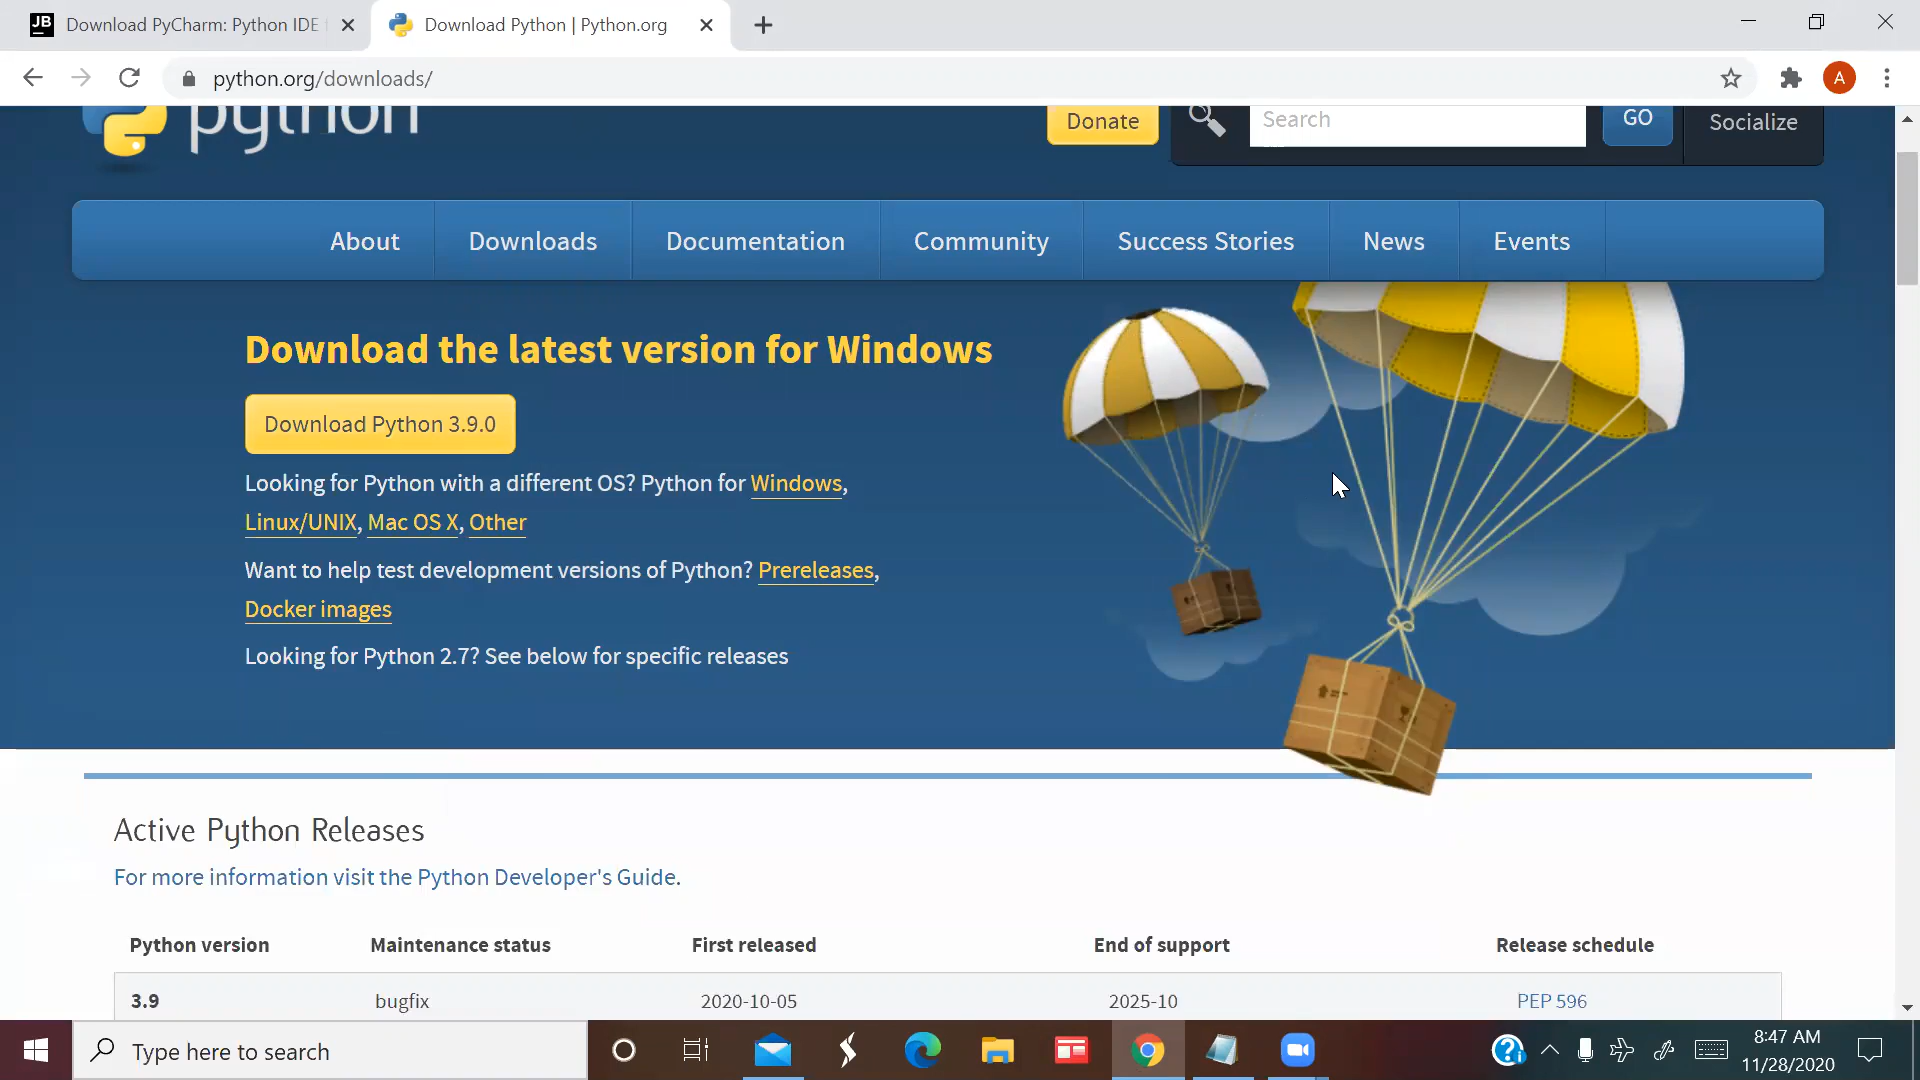 JB Download PyCharm: Python IDE
Download Python | Python.org
python.org/downloads/
A
python
Donate
Search
GO
Socialize
About
Downloads
Documentation
Community
Success Stories
News
Events
Download the latest version for Windows
Download Python 3.9.0
Looking for Python with a different OS? Python for Windows,
Linux/UNIX, Mac OS X, Other
Want to help test development versions of Python? Prereleases,
Docker images
Looking for Python 2.7? See below for specific releases
Active Python Releases
For more information visit the Python Developer's Guide.
Python version Maintenance status First released End of support Release schedule
3.9 bugfix 2020-10-05 2025-10 PEP 596
Type here to search
8:47 AM
11/28/2020